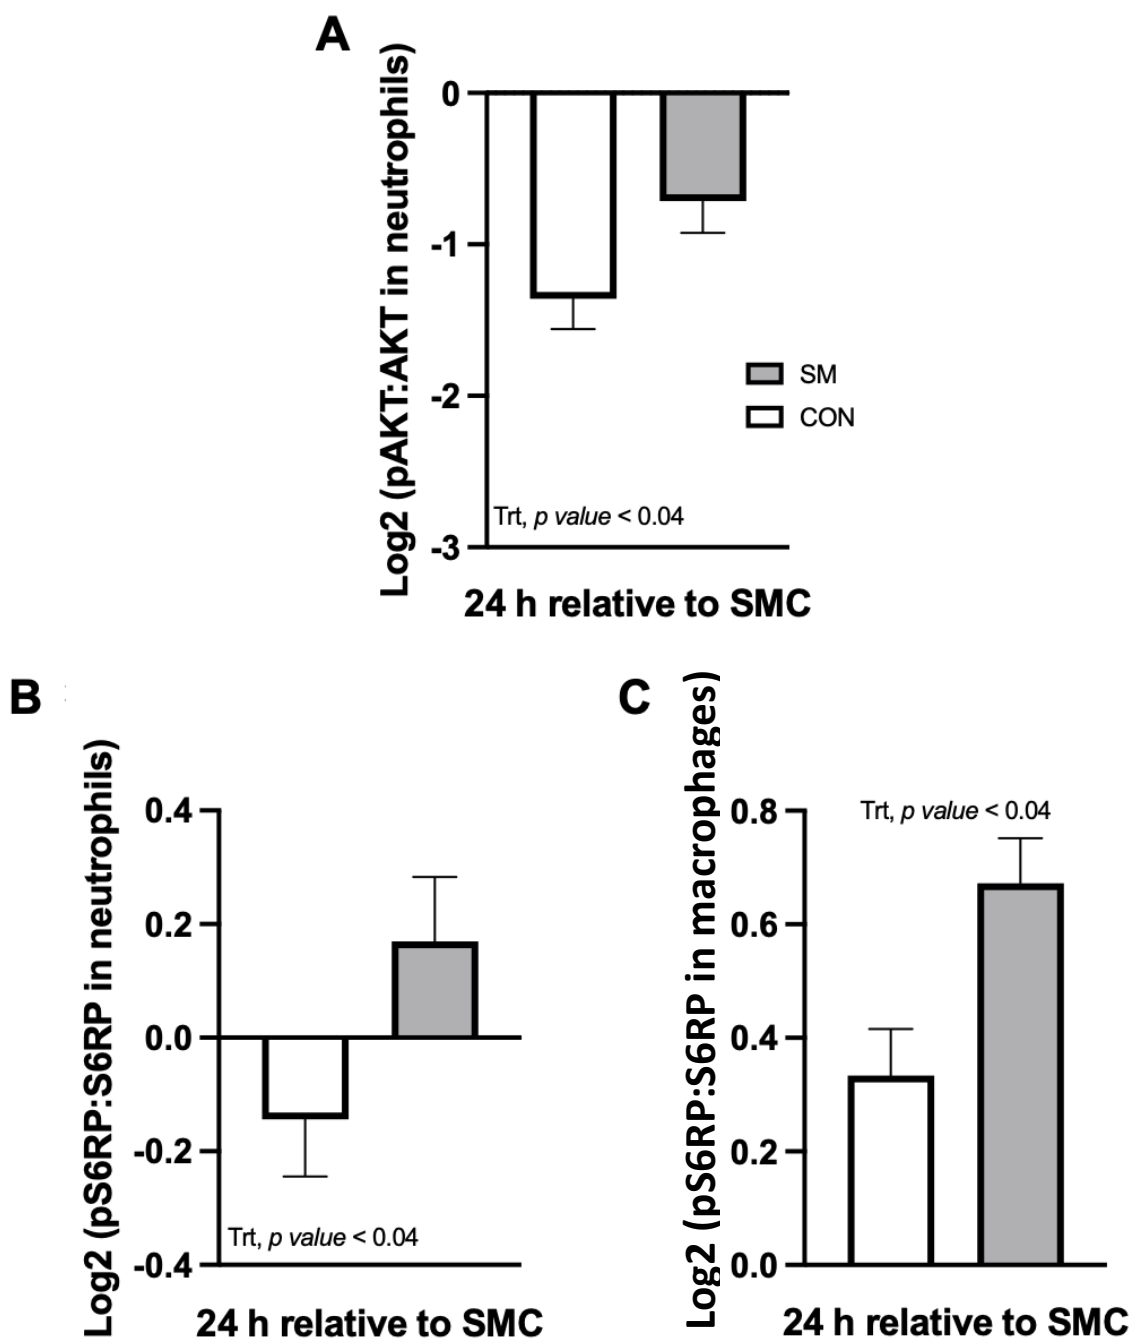 A
Log2 (pAKT:AKT in neutrophils)
0
-1
-2
-3
SM
CON
Trt, p value < 0.04
24 h relative to SMC
B
Log2 (pS6RP:S6RP in neutrophils)
0.4
0.2
0.0
-0.2
-0.4
Trt, p value < 0.04
24 h relative to SMC
C
Log2 (pS6RP:S6RP in macrophages)
0.8
0.6
0.4
0.2
0.0
Trt, p value < 0.04
24 h relative to SMC